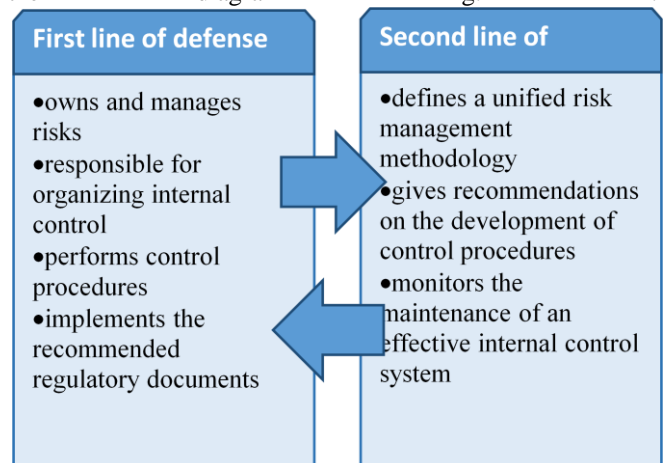 First line of defense
•owns and manages
risks
•responsible for
organizing internal
control
•performs control
procedures
•implements the
recommended
regulatory documents
Second line of
•defines a unified risk
management
methodology
•gives recommendations
on the development of
control procedures
•monitors the
maintenance of an
effective internal control
system